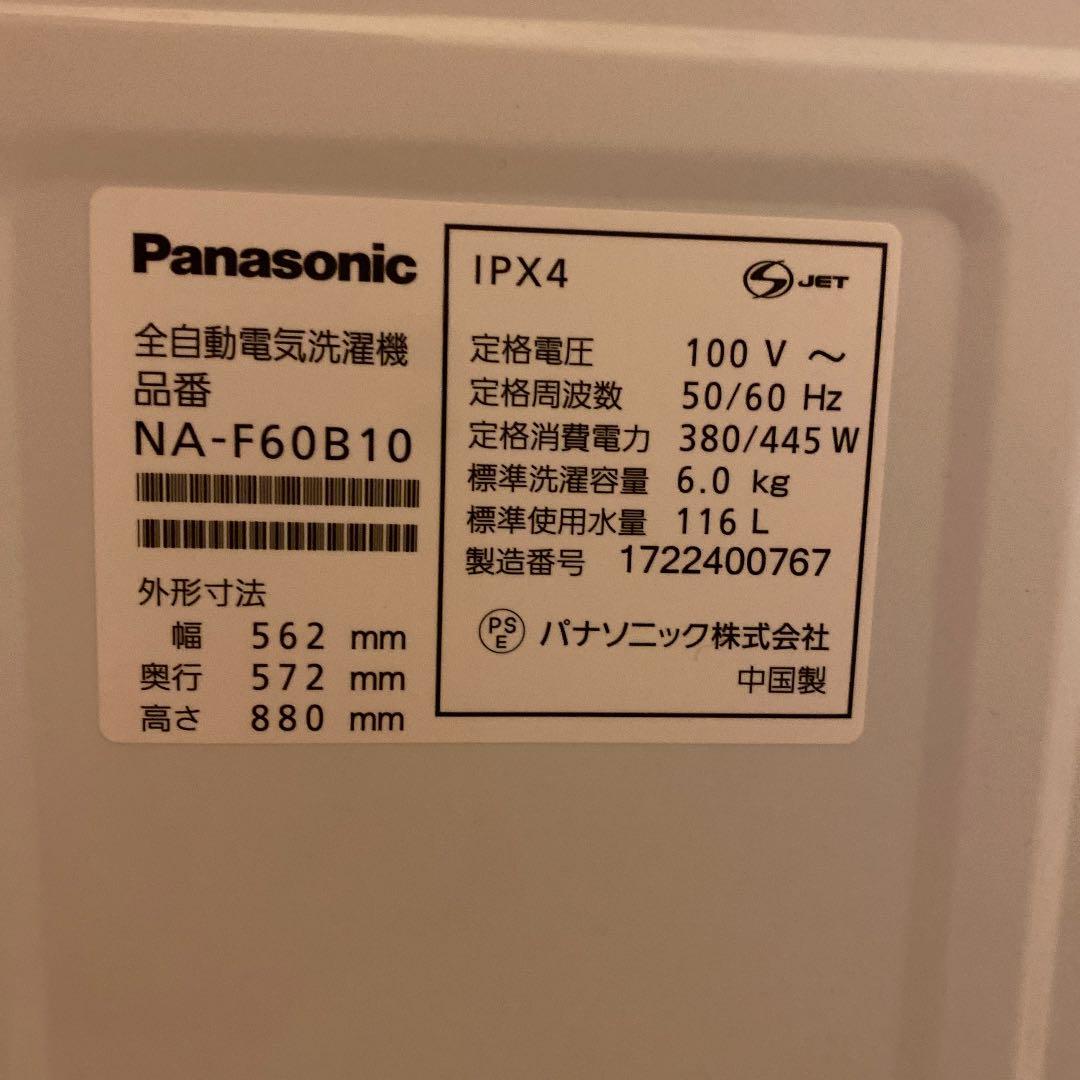 Panasonic
全自動電気洗濯機
品番
NA-F60B10
外形寸法
幅 562 mm
奥行 572 mm
高さ 880 mm
IPX4
S JET
定格電圧 100 V ～
定格周波数 50/60 Hz
定格消費電力 380/445 W
標準洗濯容量 6.0 kg
標準使用水量 116 L
製造番号 1722400767
PSE パナソニック株式会社
中国製